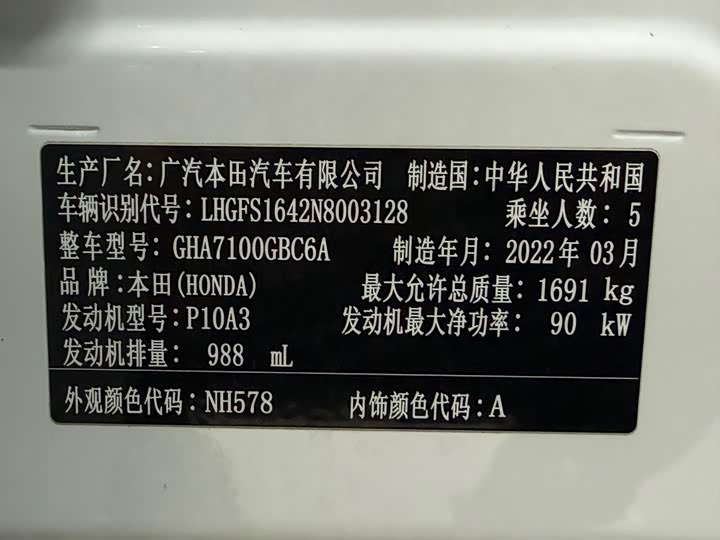 生产厂名：广汽本田汽车有限公司 制造国：中华人民共和国
车辆识别代号：LHGFS1642N8003128 乘坐人数：5
整车型号：GHA7100GBC6A 制造年月：2022年03月
品牌：本田(HONDA) 最大允许总质量：1691 kg
发动机型号：P10A3 发动机最大净功率：90 kW
发动机排量：988 mL
外观颜色代码：NH578 内饰颜色代码：A